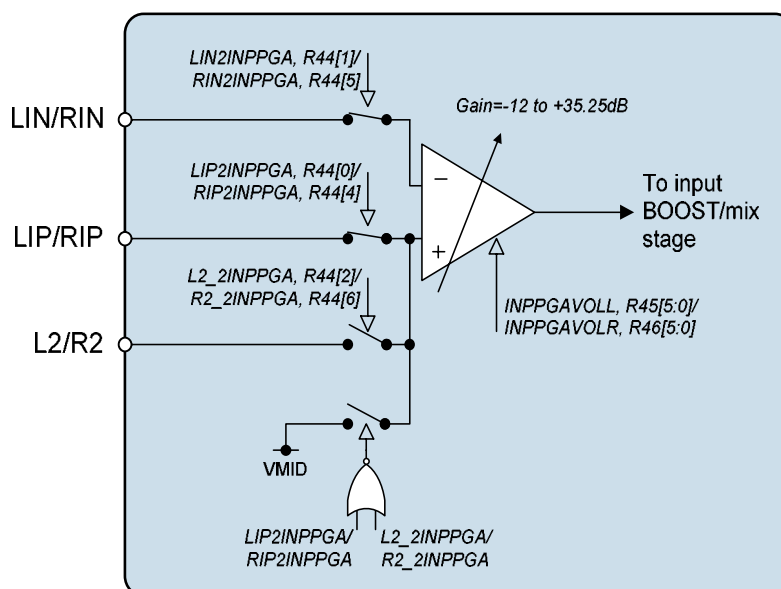 LIN2INPPGA, R44[1]/
RIN2INPPGA, R44[5]
Gain=-12 to +35.25dB
LIN/RIN
LIP2INPPGA, R44[0]/
RIP2INPPGA, R44[4]
−
To input
BOOST/mix
stage
LIP/RIP
+
L2_2INPPGA, R44[2]/
R2_2INPPGA, R44[6]
INPPGAVOLL, R45[5:0]/
INPPGAVOLR, R46[5:0]
L2/R2
VMID
LIP2INPPGA/
RIP2INPPGA
L2_2INPPGA/
R2_2INPPGA